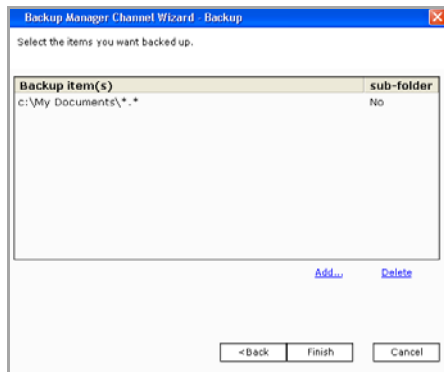 Backup Manager Channel Wizard - Backup
Select the items you want backed up.
Backup item(s) sub-folder
c:\My Documents\*.* No
Add... Delete
<Back Finish Cancel